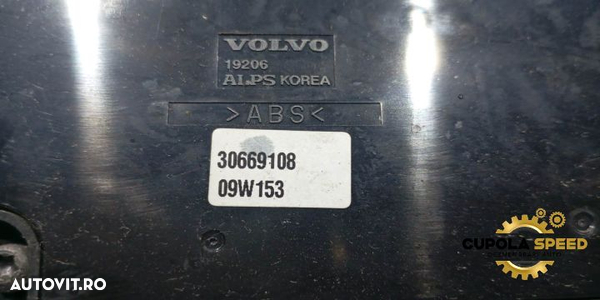 VOLVO
19206
ALPS KOREA
>ABS<
30669108
09W153
CUPOLA SPEED
AUTOVIT.RO